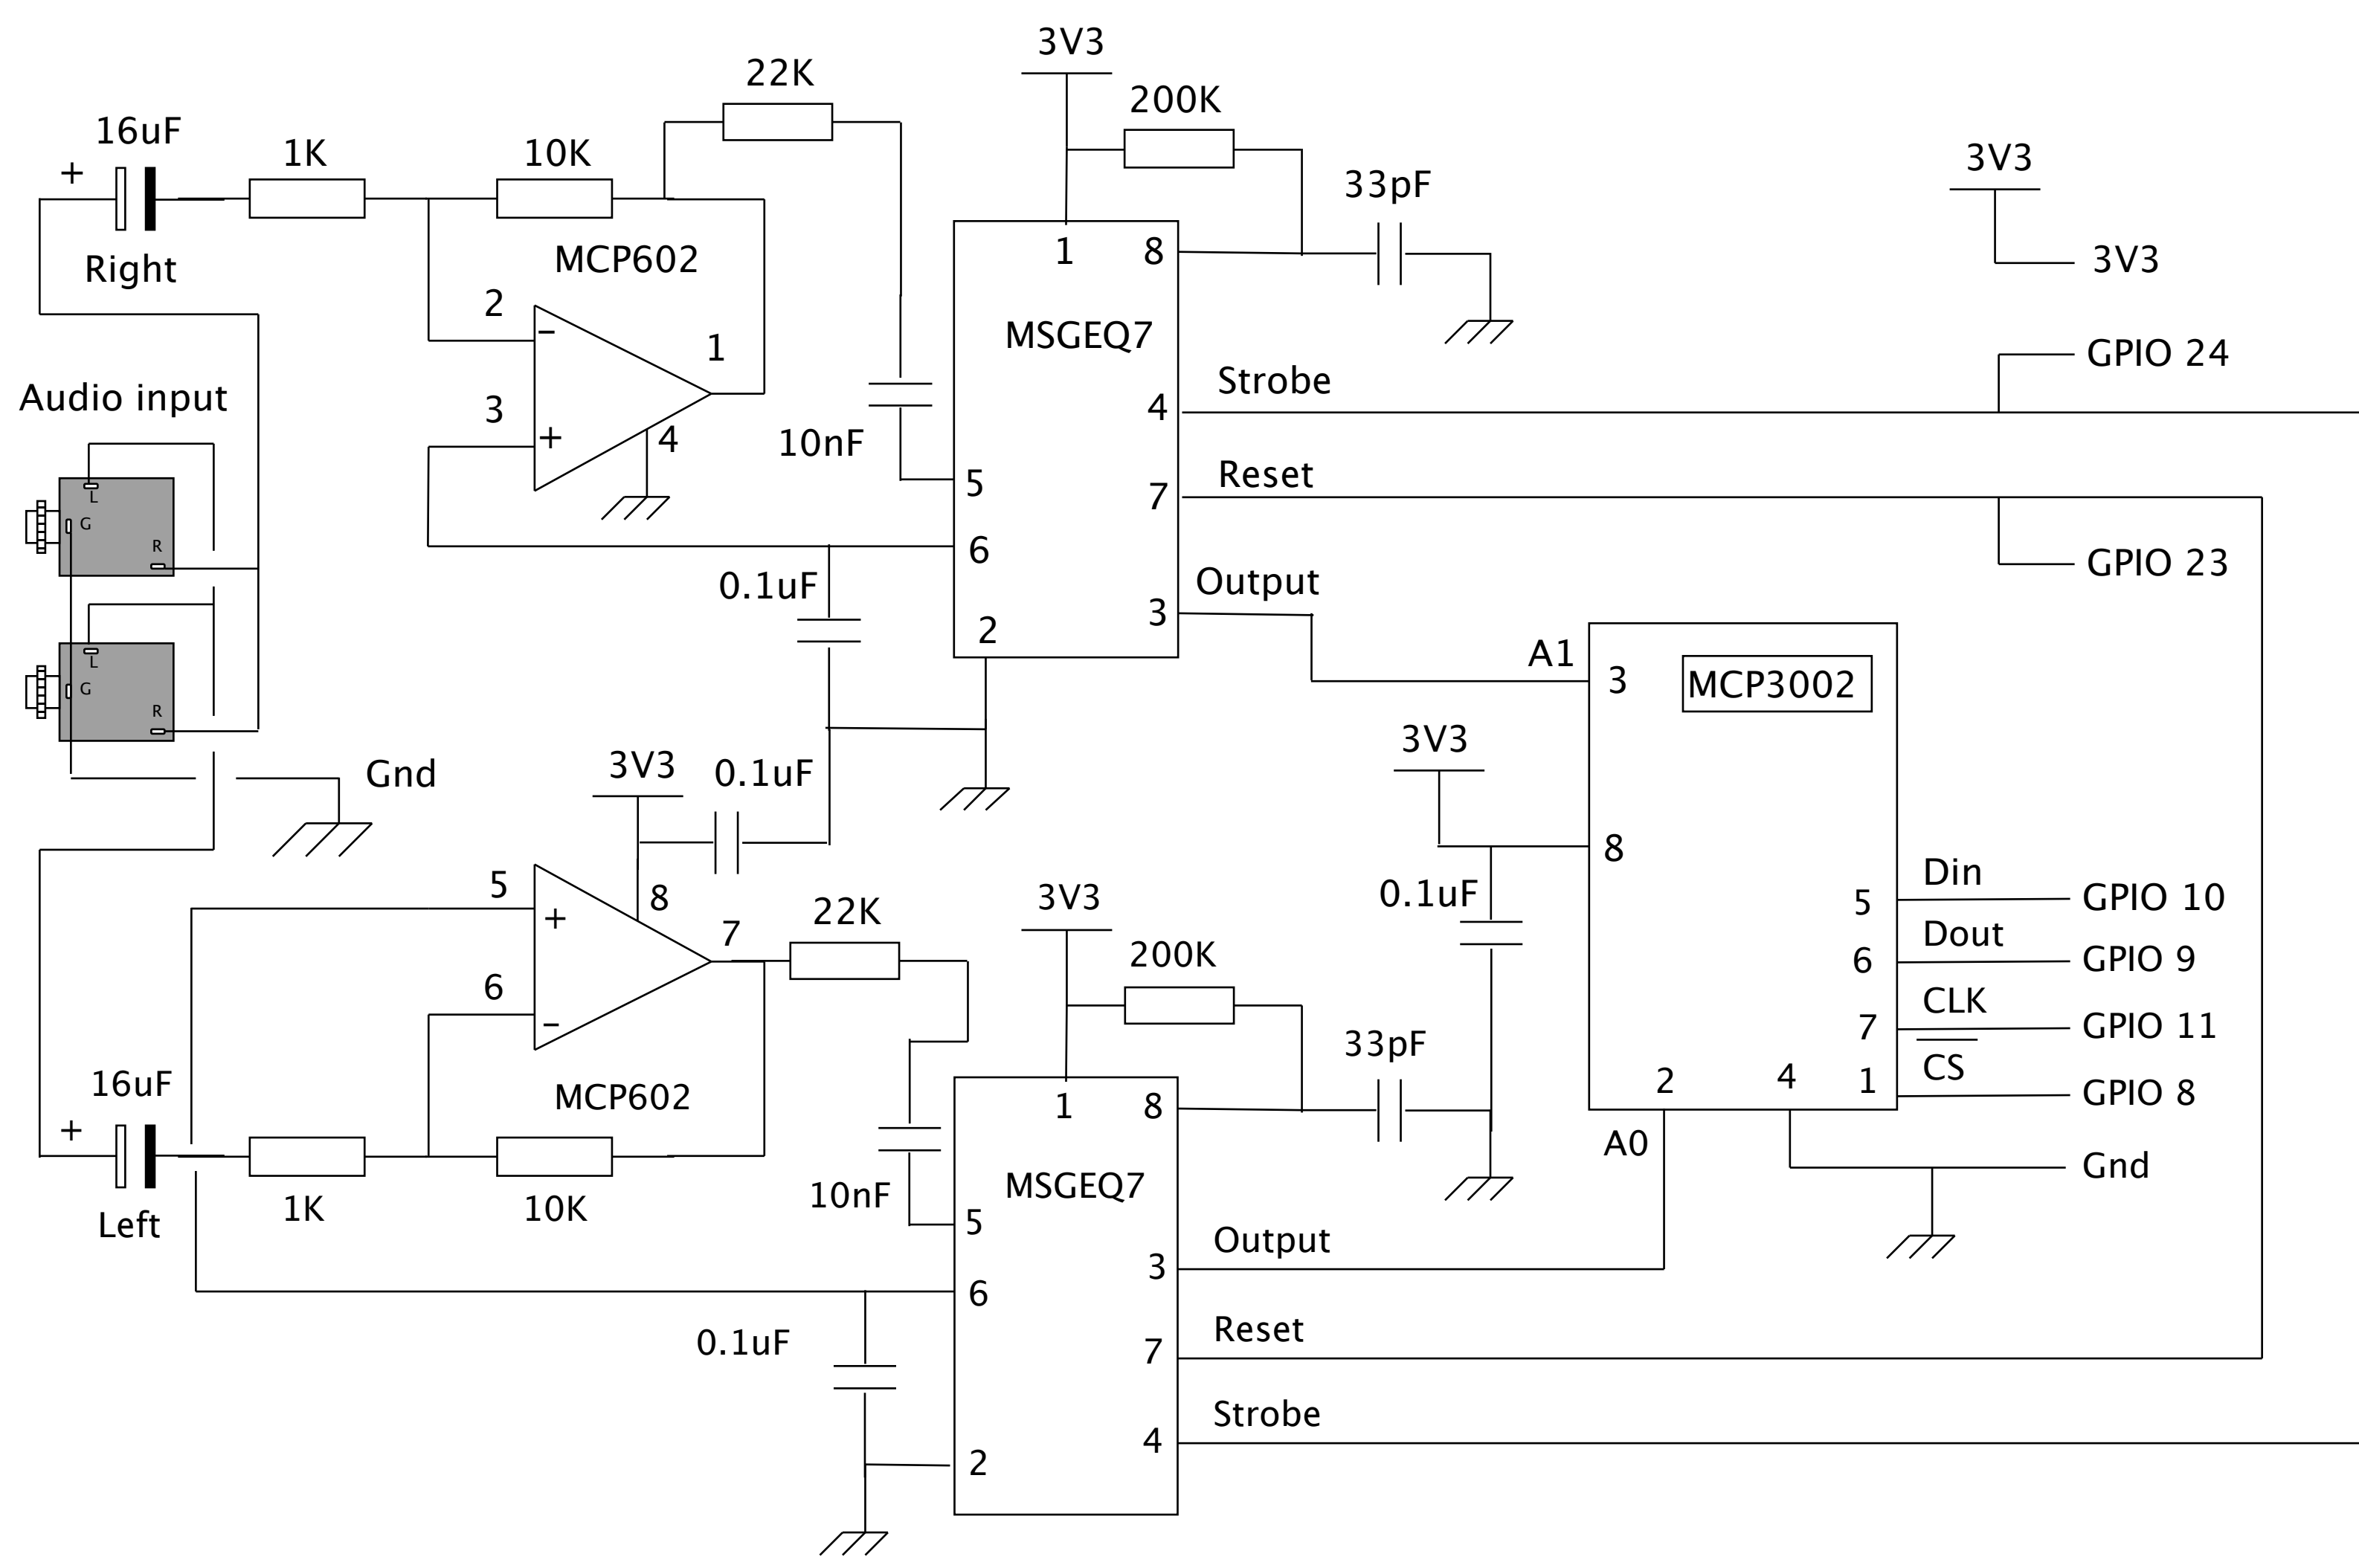 3V3
22K
200K
16uF
1K
10K
3V3
+
33pF
Right
MCP602
1
8
3V3
2
−
MSGEQ7
1
GPIO 24
Strobe
Audio input
3
+
4
4
10nF
Reset
L
5
7
G
R
6
GPIO 23
0.1uF
Output
3
2
A1
3
MCP3002
L
G
R
3V3
3V3
0.1uF
Gnd
8
5
8
Din
+
22K
3V3
0.1uF
5
GPIO 10
7
Dout
200K
6
GPIO 9
6
CLK
−
33pF
7
GPIO 11
CS
16uF
MCP602
1
8
2
4
1
GPIO 8
+
A0
Gnd
MSGEQ7
10nF
1K
10K
Left
5
Output
3
6
Reset
0.1uF
7
Strobe
4
2